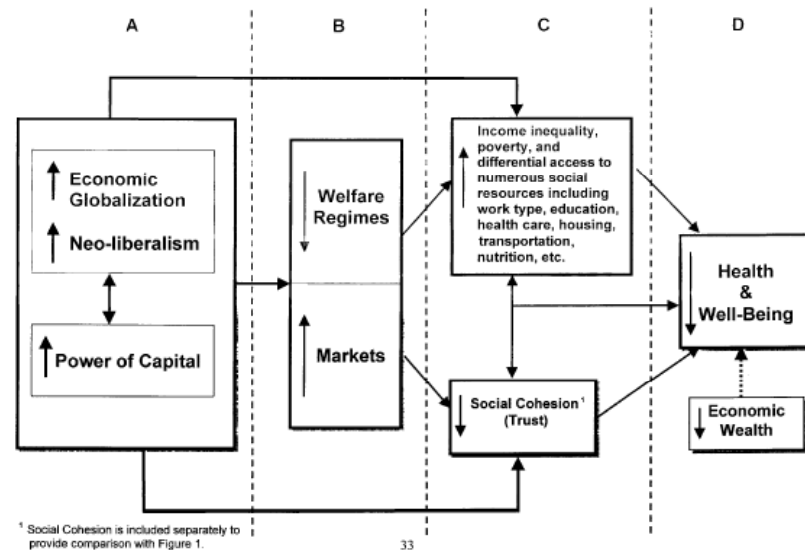 A
B
C
D
Economic
Globalization
Neo-liberalism
Power of Capital
Welfare
Regimes
Markets
Income inequality,
poverty, and
differential access to
numerous social
resources including
work type, education,
health care, housing,
transportation,
nutrition, etc.
Social Cohesion¹
(Trust)
Health
&
Well-Being
Economic
Wealth
¹ Social Cohesion is included separately to
provide comparison with Figure 1.
33